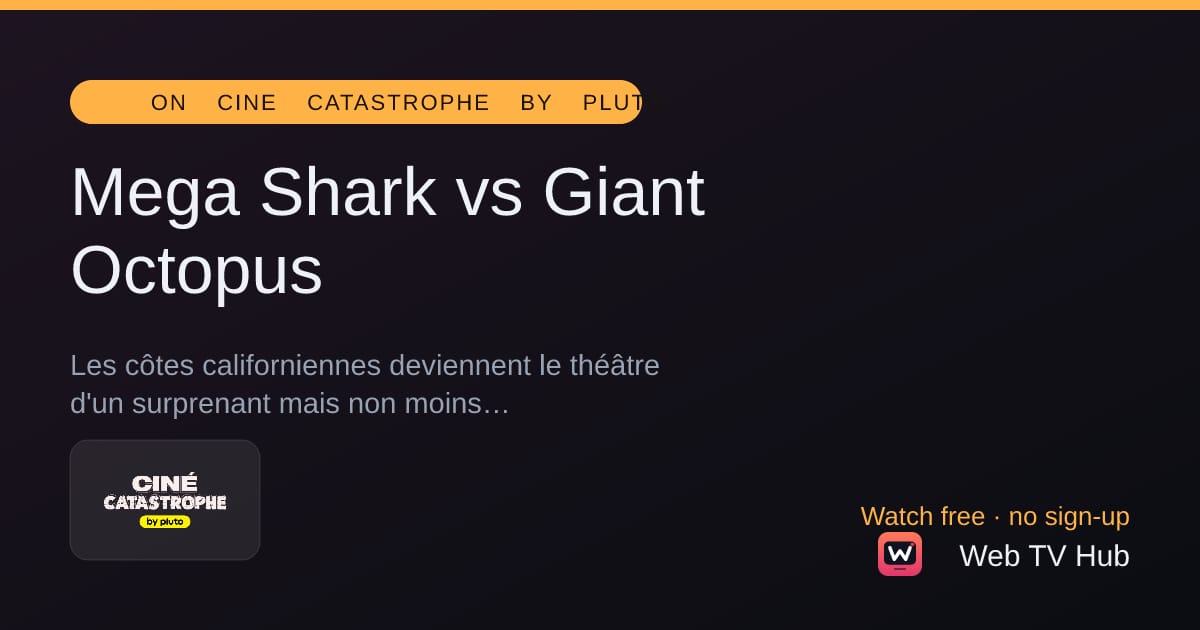 ON CINE CATASTROPHE BY PLUT
Mega Shark vs Giant
Octopus
Les côtes californiennes deviennent le théâtre
d'un surprenant mais non moins…
CINÉ
CATASTROPHE
by pluto
Watch free · no sign-up
W
Web TV Hub